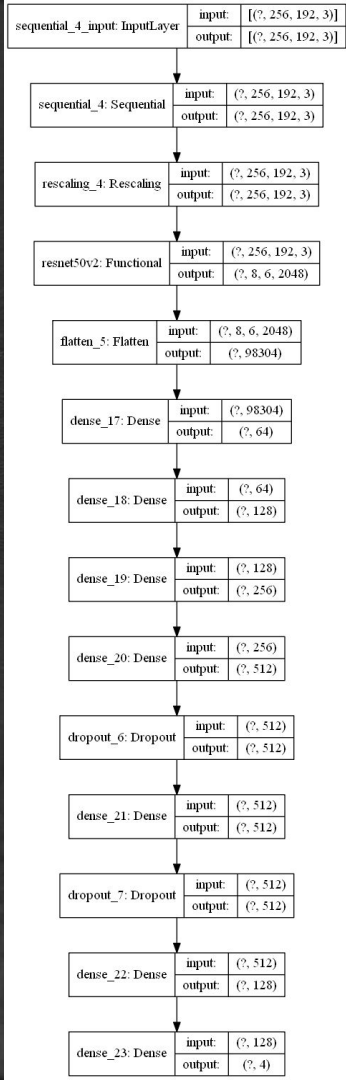 sequential_4_input: InputLayer input: [(?, 256, 192, 3)]
output: [(?, 256, 192, 3)]
sequential_4: Sequential input: (?, 256, 192, 3)
output: (?, 256, 192, 3)
rescaling_4: Rescaling input: (?, 256, 192, 3)
output: (?, 256, 192, 3)
resnet50v2: Functional input: (?, 256, 192, 3)
output: (?, 8, 6, 2048)
flatten_5: Flatten input: (?, 8, 6, 2048)
output: (?, 98304)
dense_17: Dense input: (?, 98304)
output: (?, 64)
dense_18: Dense input: (?, 64)
output: (?, 128)
dense_19: Dense input: (?, 128)
output: (?, 256)
dense_20: Dense input: (?, 256)
output: (?, 512)
dropout_6: Dropout input: (?, 512)
output: (?, 512)
dense_21: Dense input: (?, 512)
output: (?, 512)
dropout_7: Dropout input: (?, 512)
output: (?, 512)
dense_22: Dense input: (?, 512)
output: (?, 128)
dense_23: Dense input: (?, 128)
output: (?, 4)